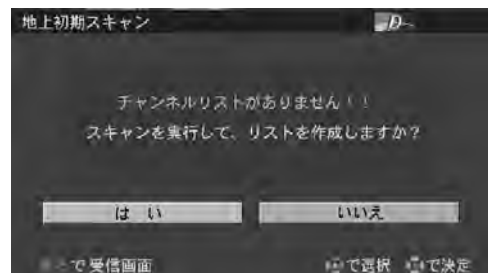 地上初期スキャン
チャンネルリストがありません！！
スキャンを実行して、リストを作成しますか？
はい
いいえ
で受信画面
で選択 で決定